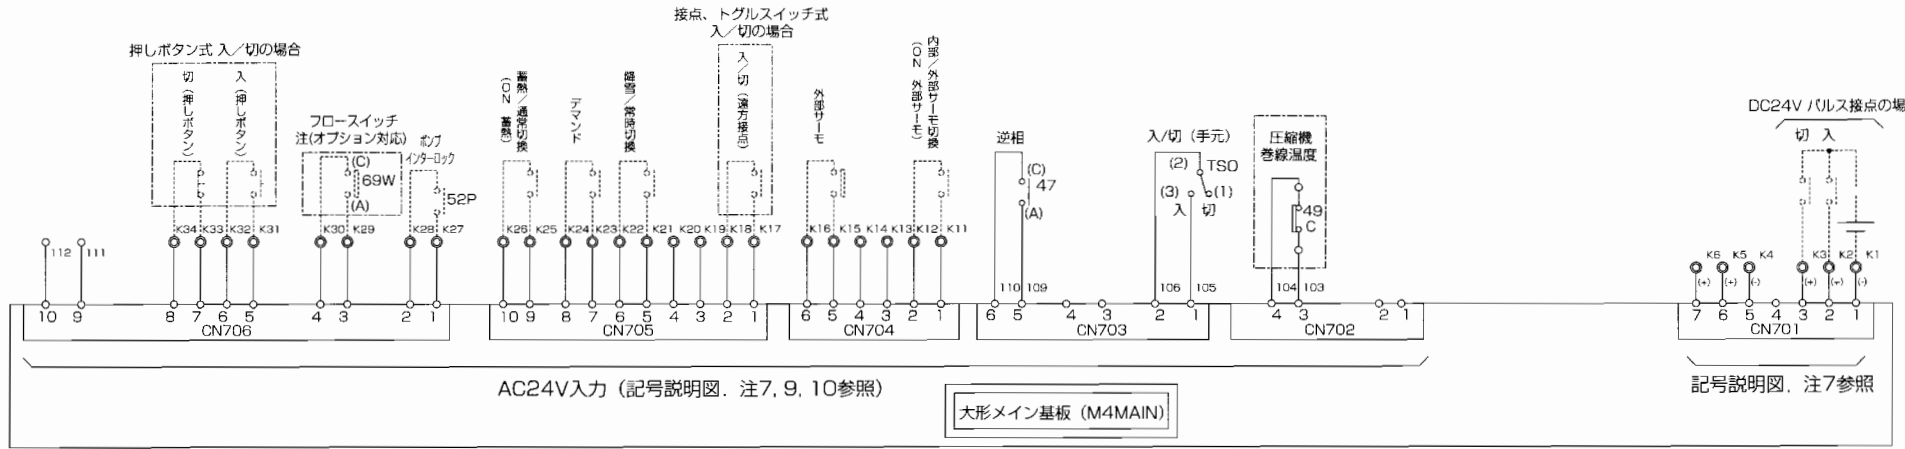 接点、トグルスイッチ式
入／切の場合
押しボタン式 入／切の場合
切（押しボタン）
入（押しボタン）
フロースイッチ
注(オプション対応)
(C)
69W
(A)
ポンプ
インターロック
52P
蓄熱／通常切換
（ON 蓄熱）
デマンド
降雪／常時切換
入／切（遠方接点）
外部サーモ
内部／外部サーモ切換
（ON 外部サーモ）
逆相
(C)
47
(A)
入/切（手元）
(2) TSO
(3) (1)
入 切
圧縮機
巻線温度
49
C
DC24V パルス接点の場
切 入
112 111 K34 K33 K32 K31 K30 K29 K28 K27 K26 K25 K24 K23 K22 K21 K20 K19 K18 K17 K16 K15 K14 K13 K12 K11
110 109 106 105 104 103
K6 K5 K4 K3 K2 K1
(+) (+) (-) (+) (+) (-)
10 9 8 7 6 5 4 3 2 1
CN706
10 9 8 7 6 5 4 3 2 1
CN705
6 5 4 3 2 1
CN704
6 5 4 3 2 1
CN703
4 3 2 1
CN702
7 6 5 4 3 2 1
CN701
AC24V入力（記号説明図．注7, 9, 10参照）
記号説明図．注7参照
大形メイン基板（M4MAIN）